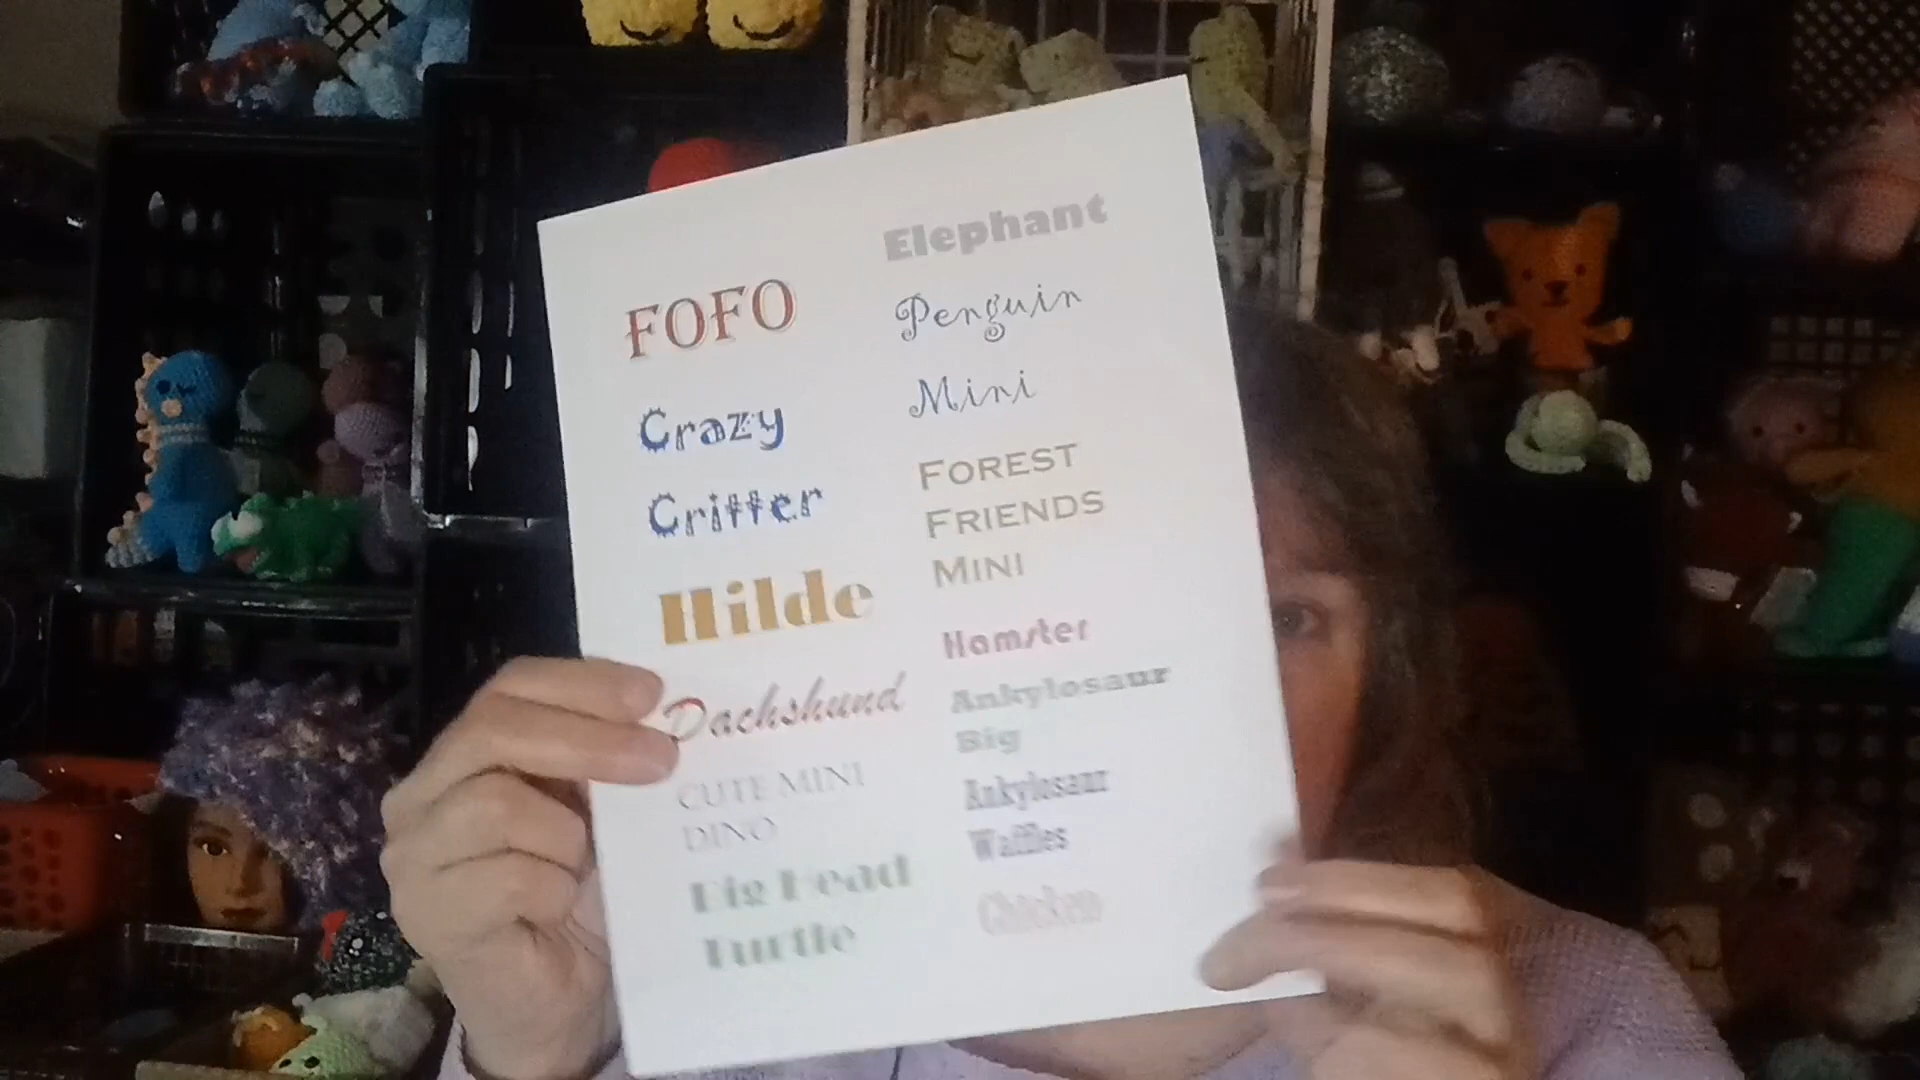 FOFO
Crazy
Critter
Hilde
Dachshund
CUTE MINI
DINO
Big Head
Turtle
Elephant
Penguin
Mini
FOREST
FRIENDS
MINI
Hamster
Ankylosaur
Big
Ankylosaur
Waffles
Chicken